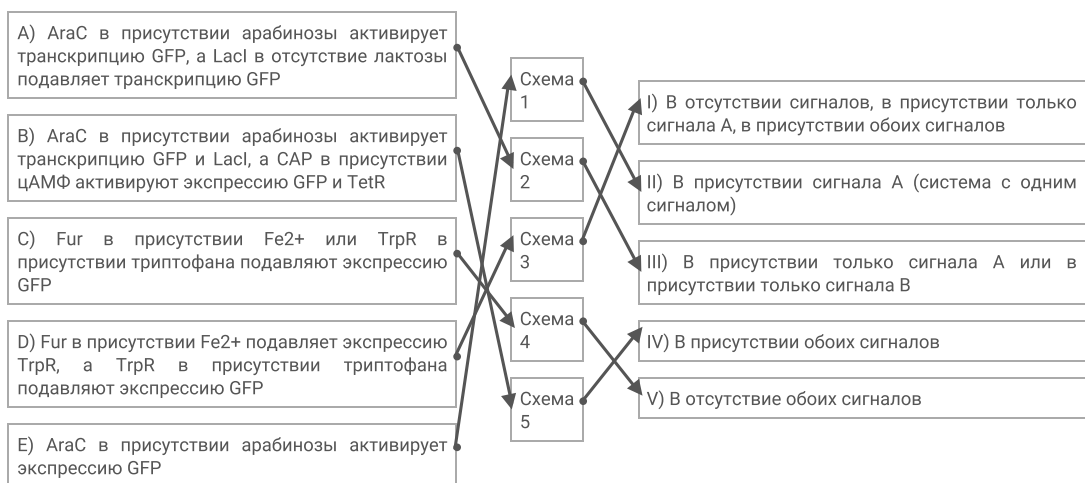 A) AraC в присутствии арабинозы активирует
транскрипцию GFP, а LacI в отсутствие лактозы
подавляет транскрипцию GFP
B) AraC в присутствии арабинозы активирует
транскрипцию GFP и LacI, а CAP в присутствии
цАМФ активируют экспрессию GFP и TetR
C) Fur в присутствии Fe2+ или TrpR в
присутствии триптофана подавляют экспрессию
GFP
D) Fur в присутствии Fe2+ подавляет экспрессию
TrpR, а TrpR в присутствии триптофана
подавляют экспрессию GFP
E) AraC в присутствии арабинозы активирует
экспрессию GFP
Схема
1
Схема
2
Схема
3
Схема
4
Схема
5
I) В отсутствии сигналов, в присутствии только
сигнала А, в присутствии обоих сигналов
II) В присутствии сигнала А (система с одним
сигналом)
III) В присутствии только сигнала А или в
присутствии только сигнала В
IV) В присутствии обоих сигналов
V) В отсутствие обоих сигналов